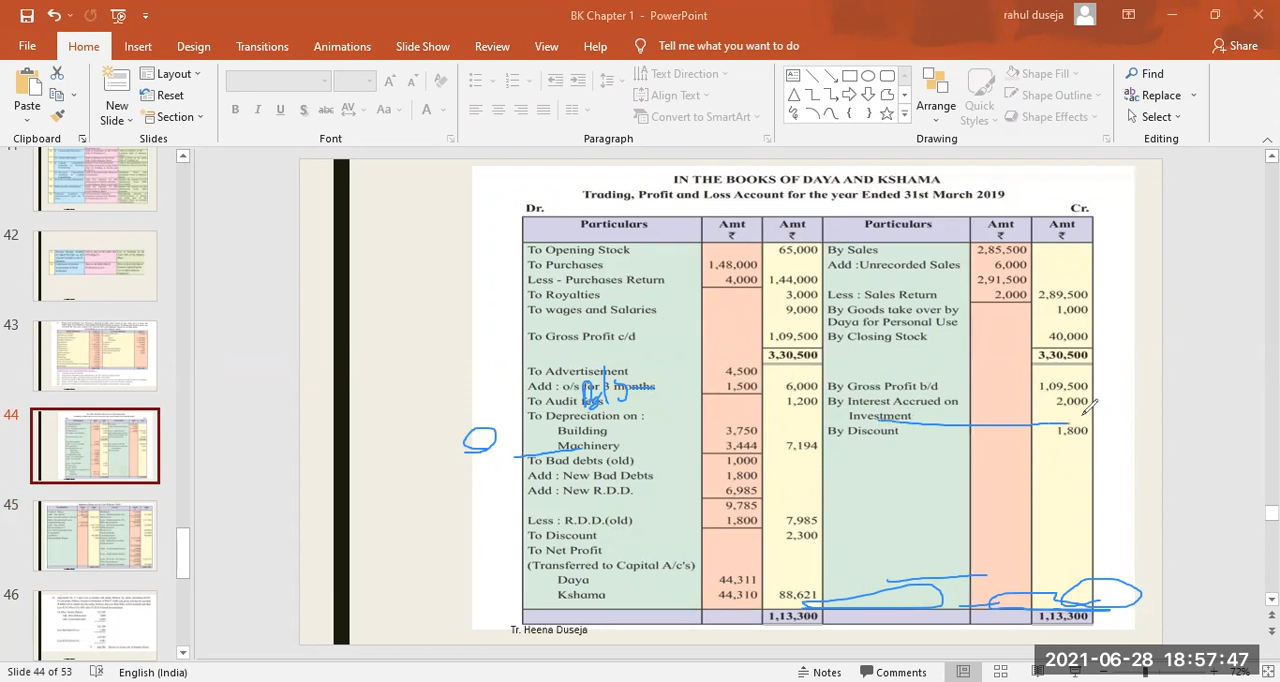 BK Chapter 1 - PowerPoint
rahul duseja
File Home Insert Design Transitions Animations Slide Show Review View Help Tell me what you want to do Share
Paste
Clipboard
New Slide
Layout
Reset
Section
Slides
B I U S abc AV Aa A
Font
Text Direction
Align Text
Convert to SmartArt
Paragraph
Arrange
Quick Styles
Shape Fill
Shape Outline
Shape Effects
Drawing
Find
Replace
Select
Editing
42
43
44
45
46
IN THE BOOKS OF DAYA AND KSHAMA
Trading, Profit and Loss Account for the year Ended 31st March 2019
Dr. Cr.
Particulars Amt ₹ Amt ₹ Particulars Amt ₹ Amt ₹
To Opening Stock 65,000 By Sales 2,85,500
To Purchases 1,48,000 Add :Unrecorded Sales 6,000
Less - Purchases Return 4,000 1,44,000 2,91,500
To Royalties 3,000 Less : Sales Return 2,000 2,89,500
To wages and Salaries 9,000 By Goods take over by 1,000
Daya for Personal Use
To Gross Profit c/d 1,09,500 By Closing Stock 40,000
3,30,500 3,30,500
To Advertisement 4,500
Add : o/s for 3 months 1,500 6,000 By Gross Profit b/d 1,09,500
To Audit fees 1,200 By Interest Accrued on 2,000
To Depreciation on : Investment
Building 3,750 By Discount 1,800
Machinery 3,444 7,194
To Bad debts (old) 1,000
Add : New Bad Debts 1,800
Add : New R.D.D. 6,985
9,785
Less : R.D.D.(old) 1,800 7,985
To Discount 2,300
To Net Profit
(Transferred to Capital A/c's)
Daya 44,311
Kshama 44,310 88,621
1,13,300 1,13,300
Tr. Heena Duseja
Slide 44 of 53 English (India) Notes Comments 72%
2021-06-28 18:57:47